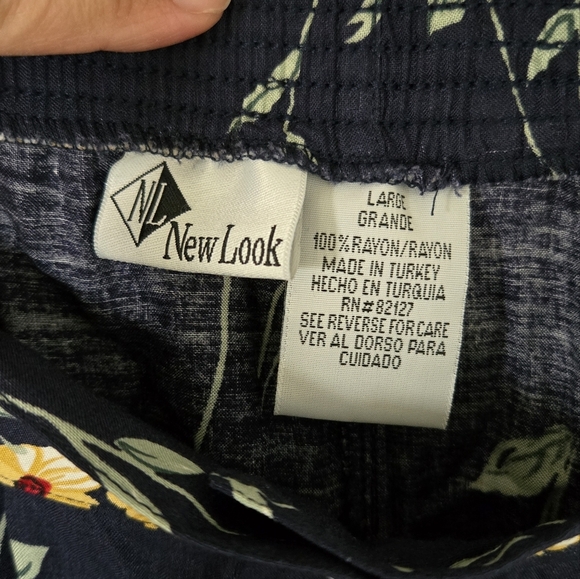 NL
New Look
LARGE
GRANDE
100% RAYON/RAYON
MADE IN TURKEY
HECHO EN TURQUIA
RN# 82127
SEE REVERSE FOR CARE
VER AL DORSO PARA
CUIDADO